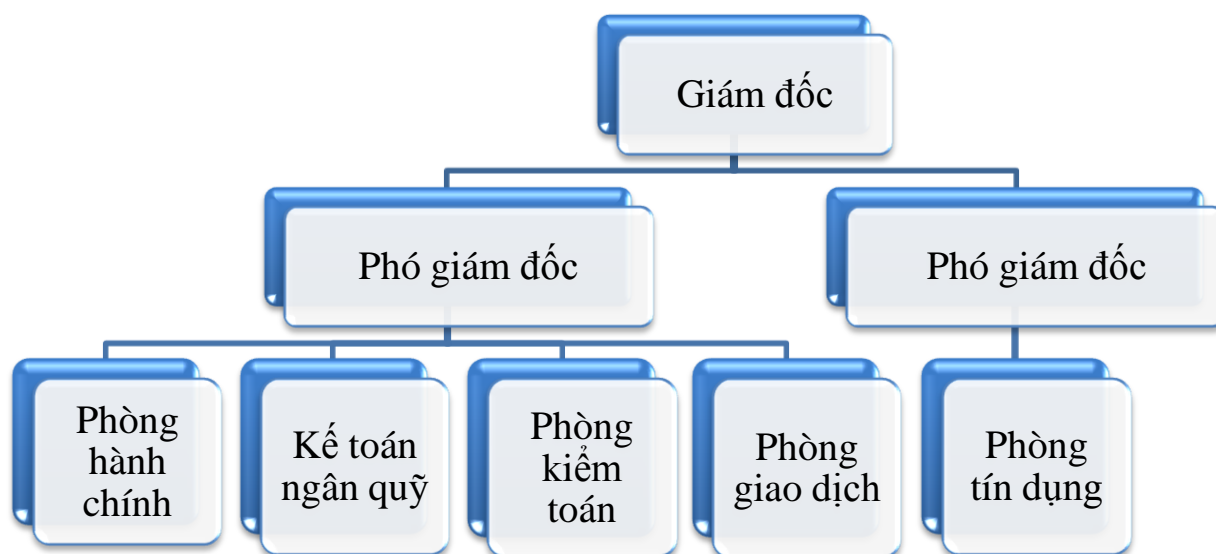 Giám đốc
Phó giám đốc
Phó giám đốc
Phòng
hành
chính
Kế toán
ngân quỹ
Phòng
kiểm
toán
Phòng
giao dịch
Phòng
tín dụng